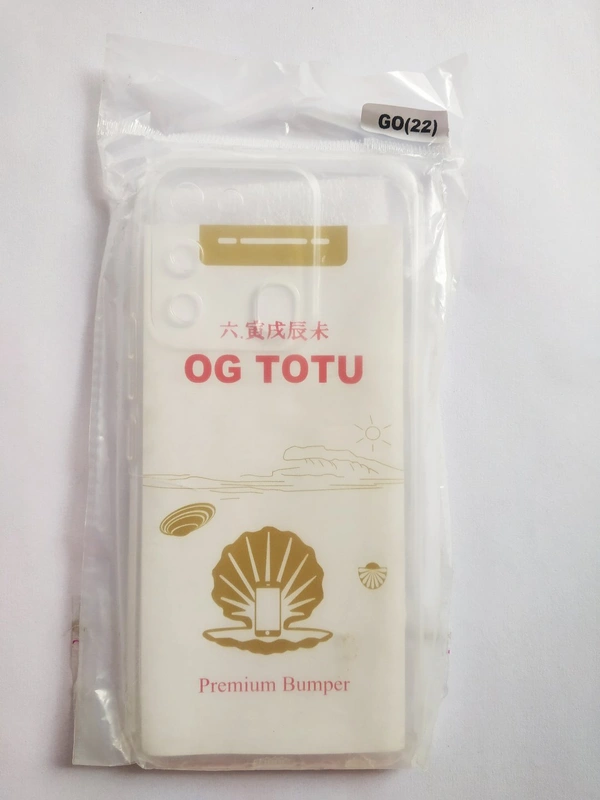 GO(22)
六.寅戌辰未
OG TOTU
Premium Bumper